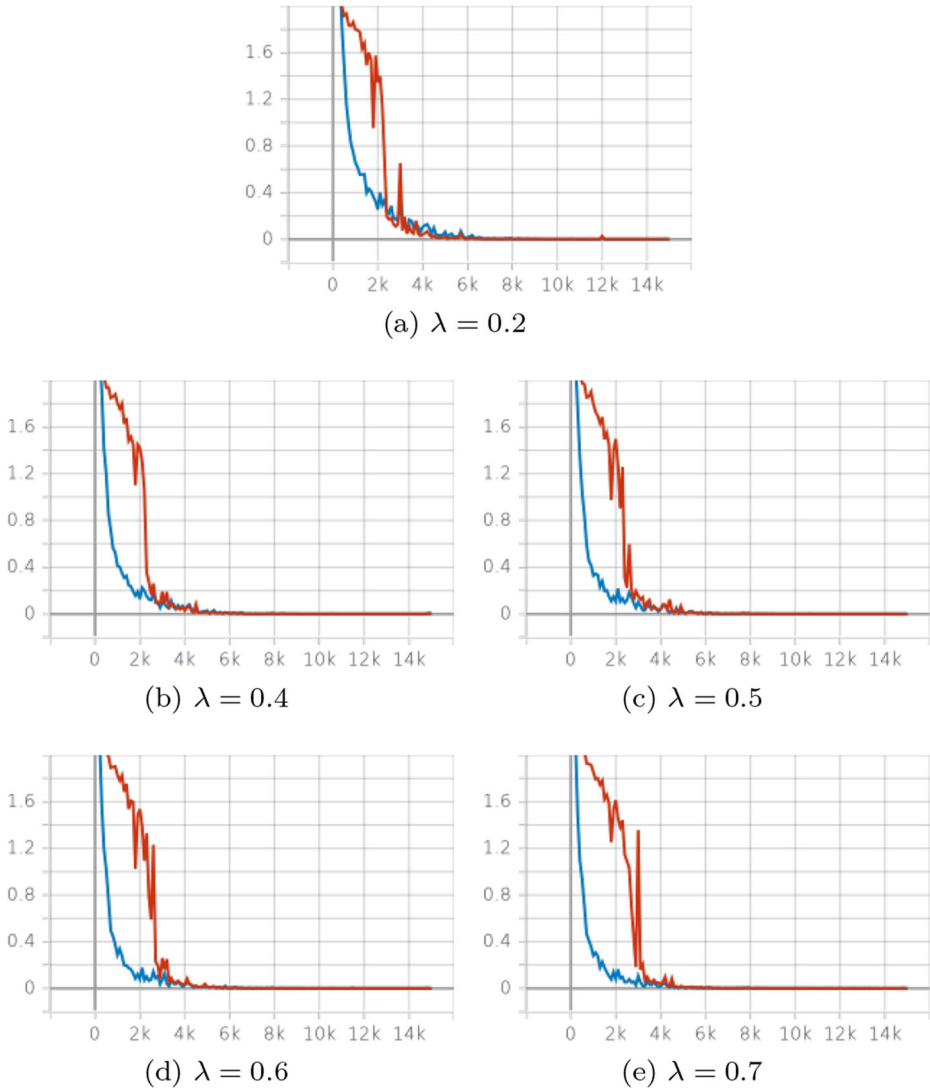 1.6
1.2
0.8
0.4
0
0 2k 4k 6k 8k 10k 12k 14k
(a) λ = 0.2
1.6 1.6
1.2 1.2
0.8 0.8
0.4 0.4
0 0
0 2k 4k 6k 8k 10k 12k 14k 0 2k 4k 6k 8k 10k 12k 14k
(b) λ = 0.4 (c) λ = 0.5
1.6 1.6
1.2 1.2
0.8 0.8
0.4 0.4
0 0
0 2k 4k 6k 8k 10k 12k 14k 0 2k 4k 6k 8k 10k 12k 14k
(d) λ = 0.6 (e) λ = 0.7